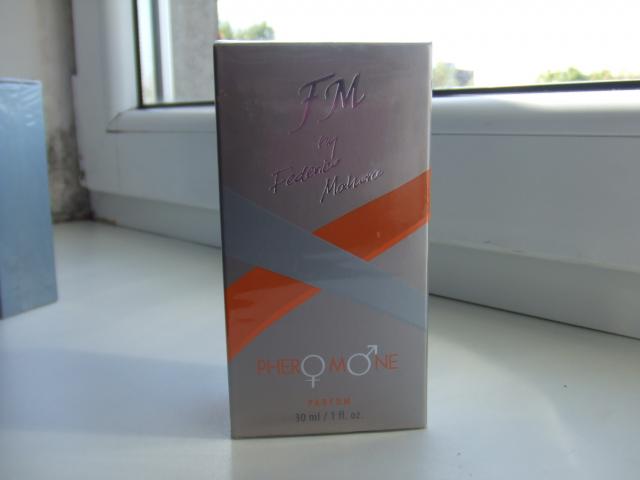 FM
by
Federico
Mahora
PHEROMONE
PARFUM
30 ml / 1 fl. oz.